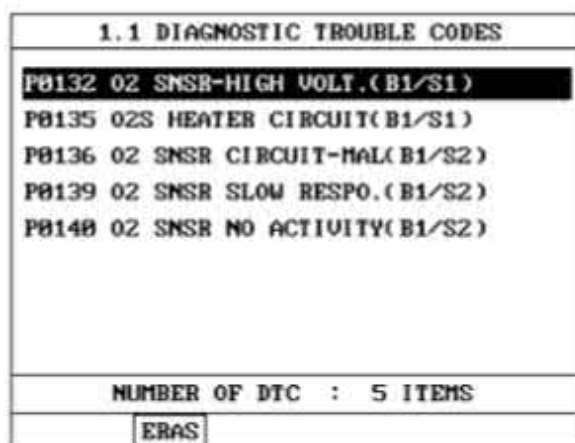 1.1 DIAGNOSTIC TROUBLE CODES
P0132 O2 SNSR-HIGH VOLT.(B1/S1)
P0135 O2S HEATER CIRCUIT(B1/S1)
P0136 O2 SNSR CIRCUIT-MAL(B1/S2)
P0139 O2 SNSR SLOW RESPO.(B1/S2)
P0140 O2 SNSR NO ACTIVITY(B1/S2)
NUMBER OF DTC : 5 ITEMS
ERAS